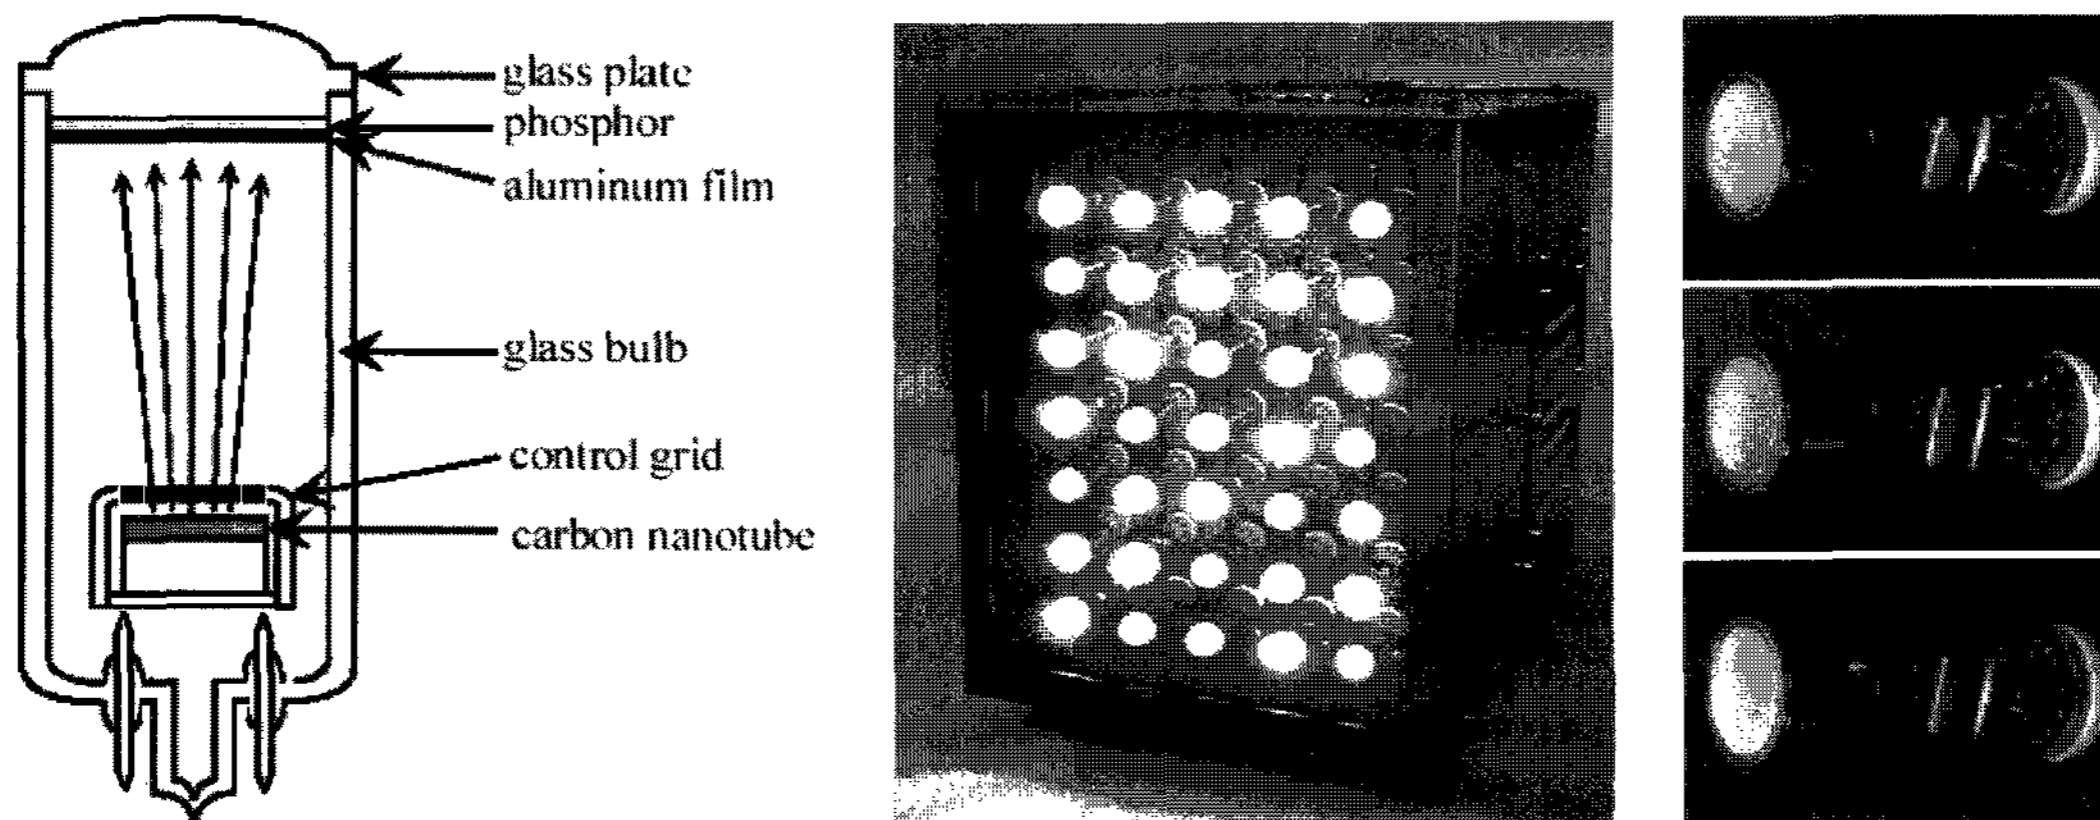 glass plate
phosphor
aluminum film
glass bulb
control grid
carbon nanotube